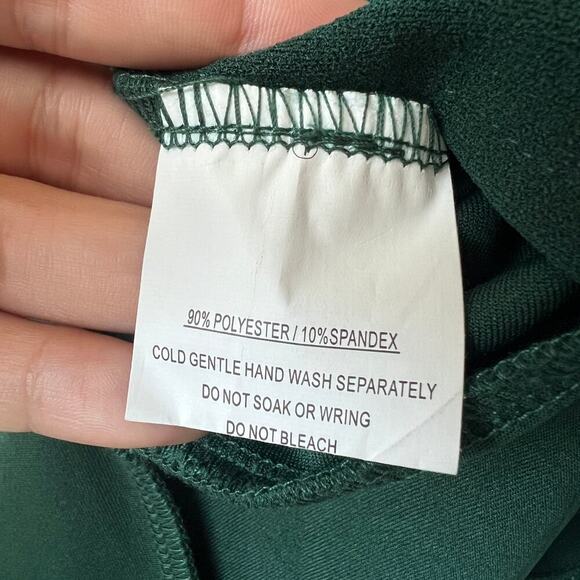 90% POLYESTER / 10%SPANDEX
COLD GENTLE HAND WASH SEPARATELY
DO NOT SOAK OR WRING
DO NOT BLEACH